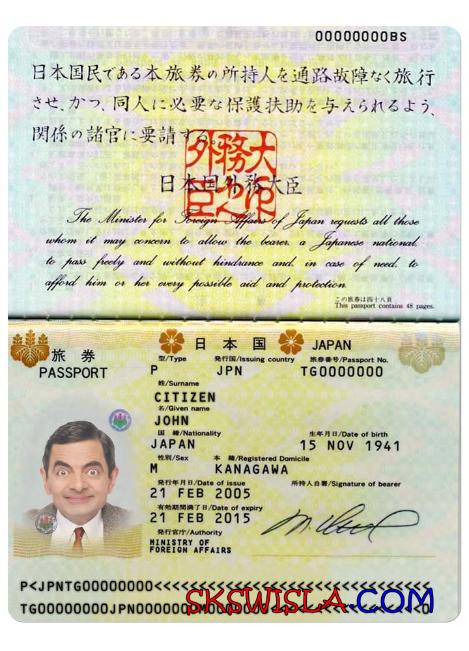 00000000BS
日本国民である本旅券の所持人を通路故障なく旅行
させ、かつ、同人に必要な保護扶助を与えられるよう、
関係の諸官に要請する。
日本国外務大臣
The Minister for Foreign Affairs of Japan requests all those
whom it may concern to allow the bearer, a Japanese national,
to pass freely and without hindrance and, in case of need, to
afford him or her every possible aid and protection.
この旅券は四十八頁
This passport contains 48 pages.
日本国 JAPAN
旅券
PASSPORT
型/Type 発行国/Issuing country 旅券番号/Passport No.
P JPN TG0000000
姓/Surname
CITIZEN
名/Given name
JOHN
国籍/Nationality 生年月日/Date of birth
JAPAN 15 NOV 1941
性別/Sex 本籍/Registered Domicile
M KANAGAWA
発行年月日/Date of issue 所持人自署/Signature of bearer
21 FEB 2005
有効期間満了日/Date of expiry
21 FEB 2015
発行官庁/Authority
MINISTRY OF
FOREIGN AFFAIRS
SKSWISLA.COM